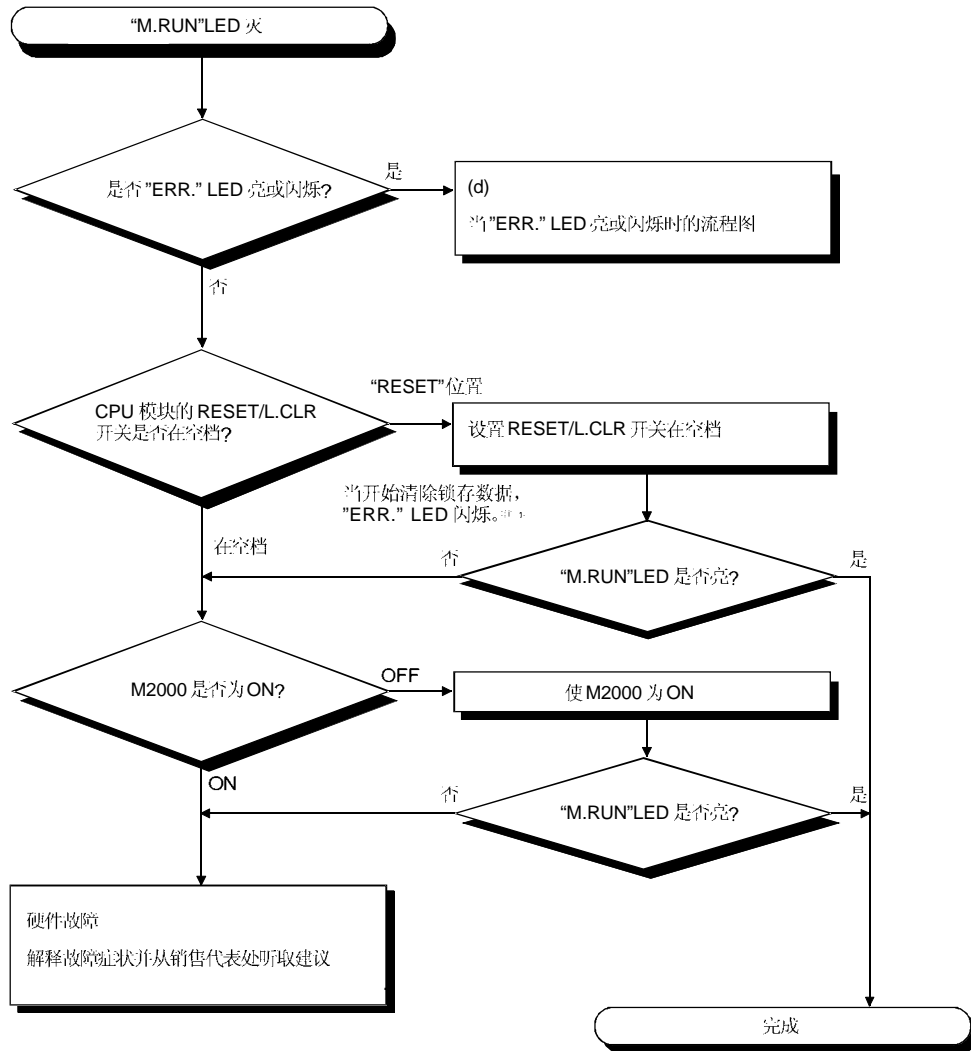 “M.RUN”LED 灭
是否 ”ERR.” LED 亮或闪烁?
是
(d)
当”ERR.” LED 亮或闪烁时的流程图
否
“RESET”位置
CPU 模块的 RESET/L.CLR
开关是否在空档?
设置 RESET/L.CLR 开关在空档
当开始清除锁存数据，
”ERR.” LED 闪烁。
在空档
否
是
“M.RUN”LED 是否亮?
M2000 是否为 ON?
OFF
使 M2000 为 ON
ON
否
是
“M.RUN”LED 是否亮?
硬件故障
解释故障症状并从销售代表处听取建议
完成